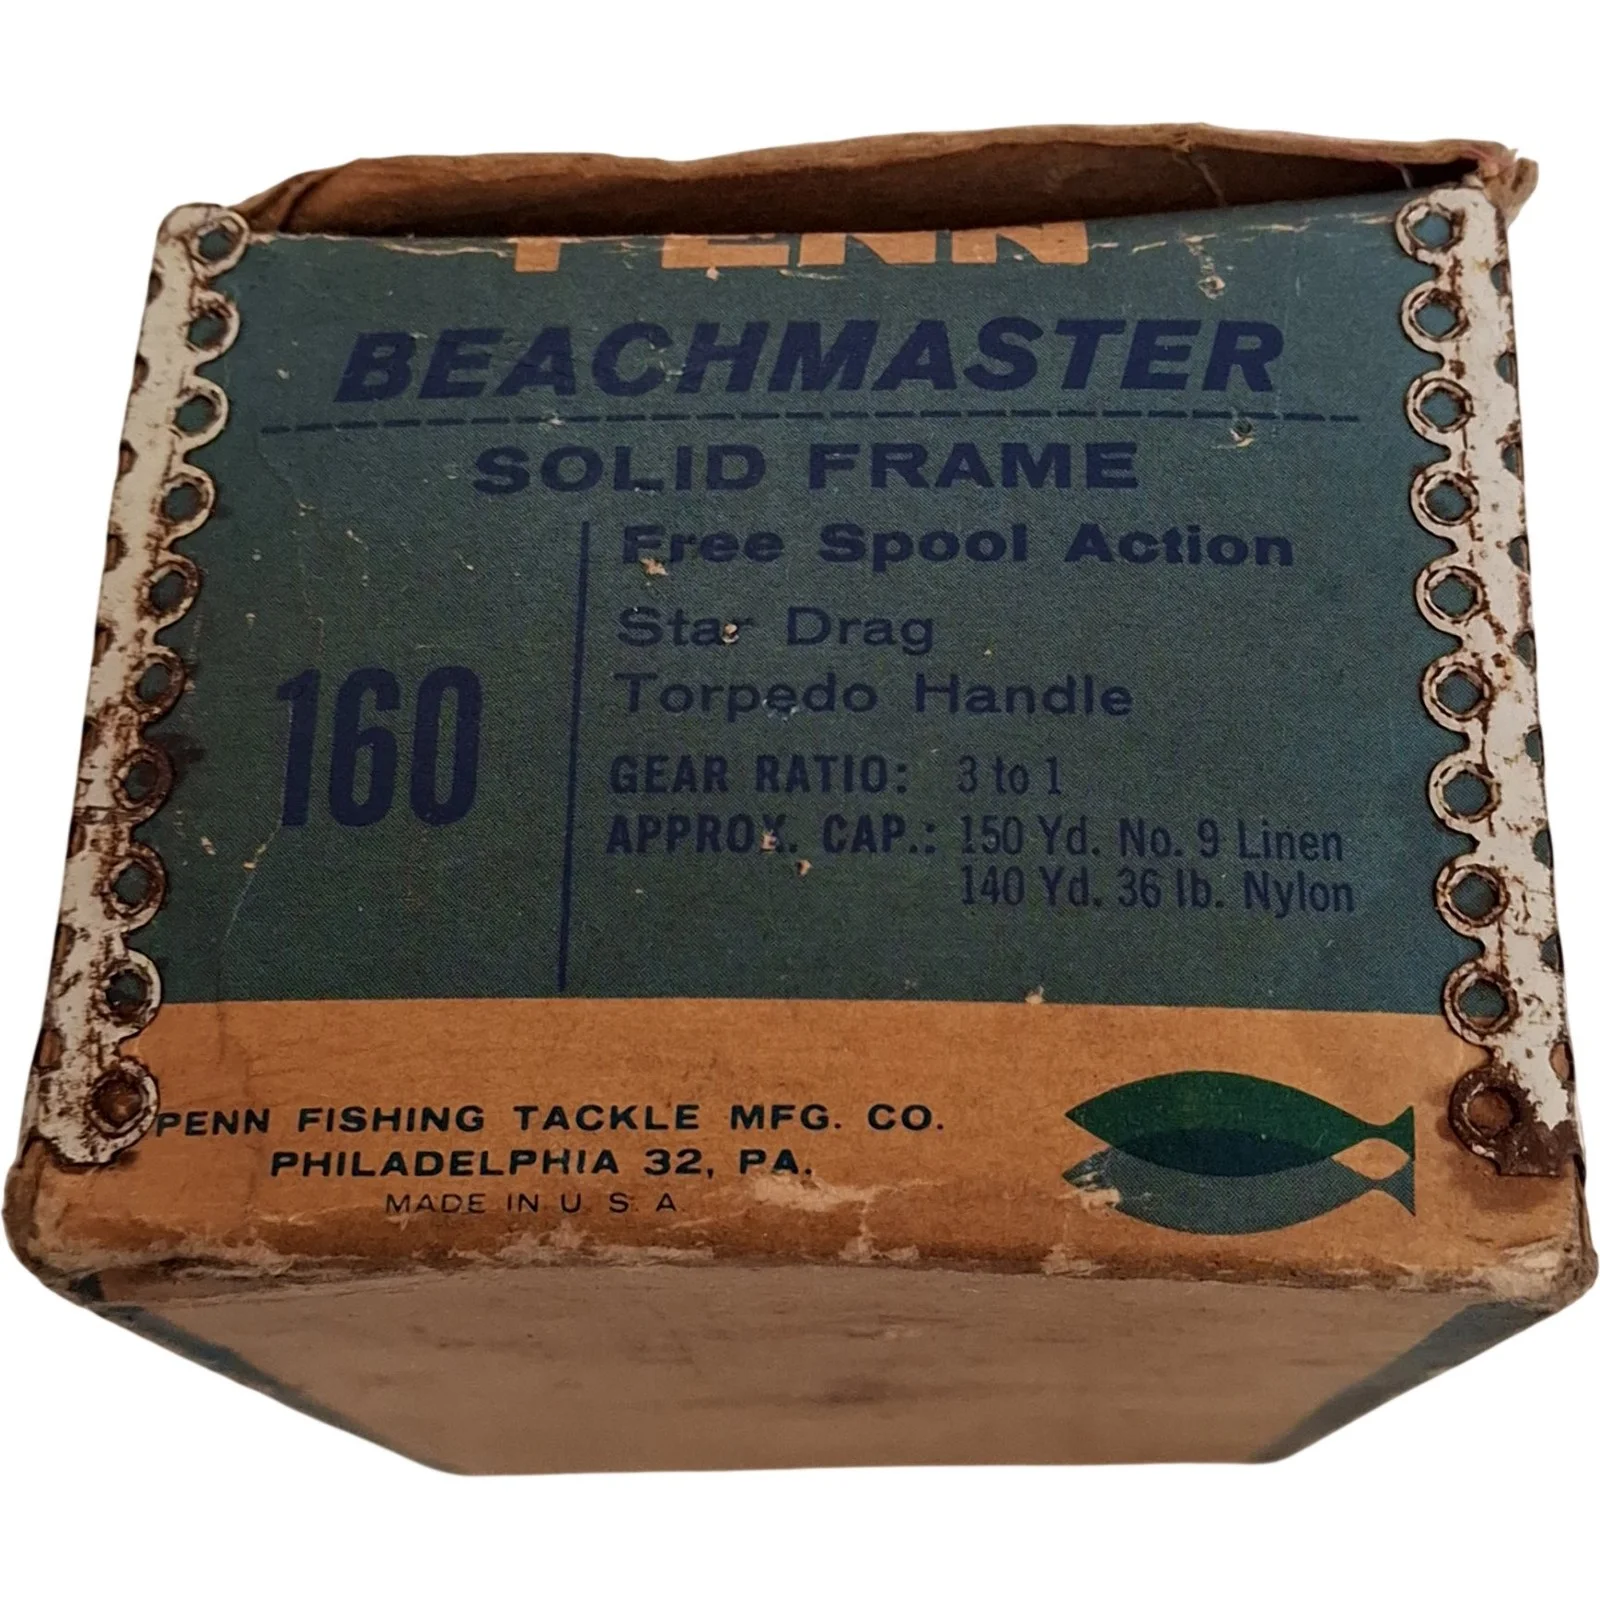 PENN
BEACHMASTER
SOLID FRAME
Free Spool Action
Star Drag
Torpedo Handle
160
GEAR RATIO: 3 to 1
APPROX. CAP.: 150 Yd. No. 9 Linen
140 Yd. 36 lb. Nylon
PENN FISHING TACKLE MFG. CO.
PHILADELPHIA 32, PA.
MADE IN U. S. A.